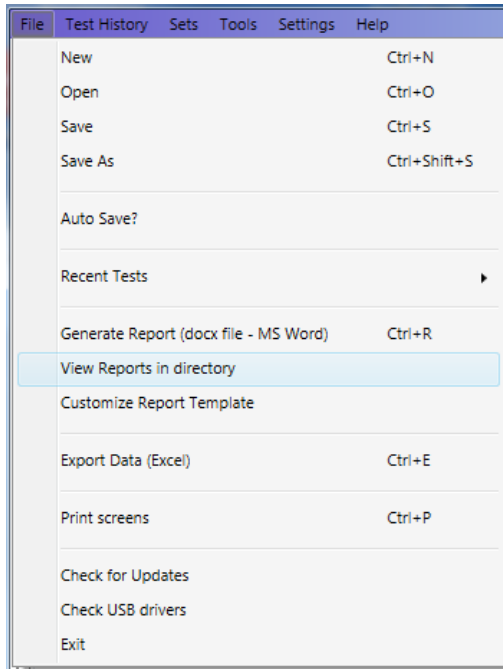 File Test History Sets Tools Settings Help
New Ctrl+N
Open Ctrl+O
Save Ctrl+S
Save As Ctrl+Shift+S
Auto Save?
Recent Tests
Generate Report (docx file - MS Word) Ctrl+R
View Reports in directory
Customize Report Template
Export Data (Excel) Ctrl+E
Print screens Ctrl+P
Check for Updates
Check USB drivers
Exit